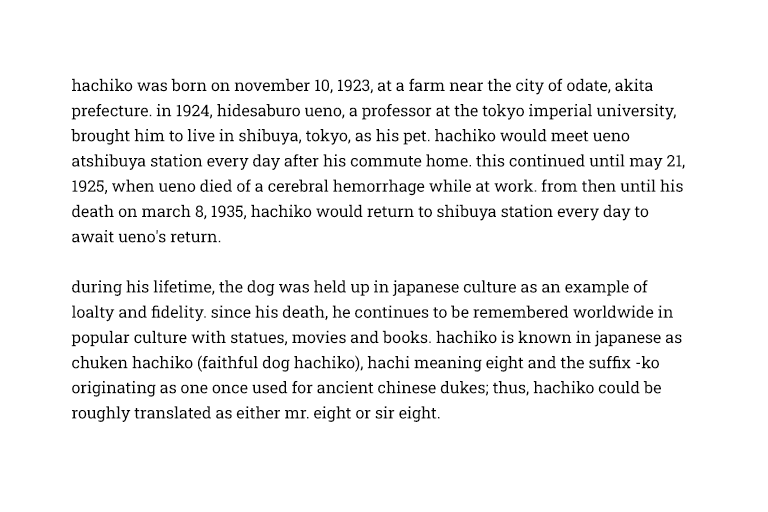 hachiko was born on november 10, 1923, at a farm near the city of odate, akita
prefecture. in 1924, hidesaburo ueno, a professor at the tokyo imperial university,
brought him to live in shibuya, tokyo, as his pet. hachiko would meet ueno
atshibuya station every day after his commute home. this continued until may 21,
1925, when ueno died of a cerebral hemorrhage while at work. from then until his
death on march 8, 1935, hachiko would return to shibuya station every day to
await ueno's return.

during his lifetime, the dog was held up in japanese culture as an example of
loalty and fidelity. since his death, he continues to be remembered worldwide in
popular culture with statues, movies and books. hachiko is known in japanese as
chuken hachiko (faithful dog hachiko), hachi meaning eight and the suffix -ko
originating as one once used for ancient chinese dukes; thus, hachiko could be
roughly translated as either mr. eight or sir eight.